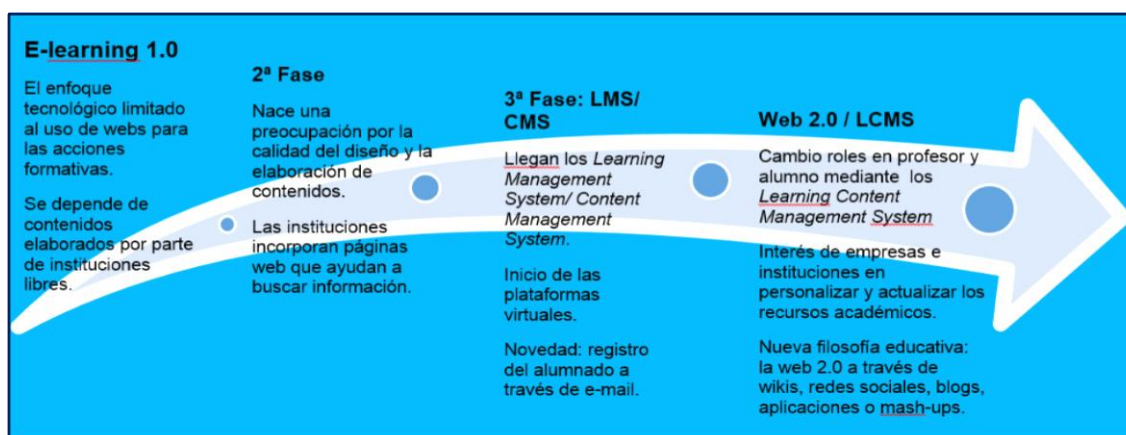 E-learning 1.0
El enfoque
tecnológico limitado
al uso de webs para
las acciones
formativas.
Se depende de
contenidos
elaborados por parte
de instituciones
libres.
2ª Fase
Nace una
preocupación por la
calidad del diseño y la
elaboración de
contenidos.
Las instituciones
incorporan páginas
web que ayudan a
buscar información.
3ª Fase: LMS/
CMS
Llegan los Learning
Management
System/ Content
Management
System.
Inicio de las
plataformas
virtuales.
Novedad: registro
del alumnado a
través de e-mail.
Web 2.0 / LCMS
Cambio roles en profesor y
alumno mediante los
Learning Content
Management System
Interés de empresas e
instituciones en
personalizar y actualizar los
recursos académicos.
Nueva filosofía educativa:
la web 2.0 a través de
wikis, redes sociales, blogs,
aplicaciones o mash-ups.